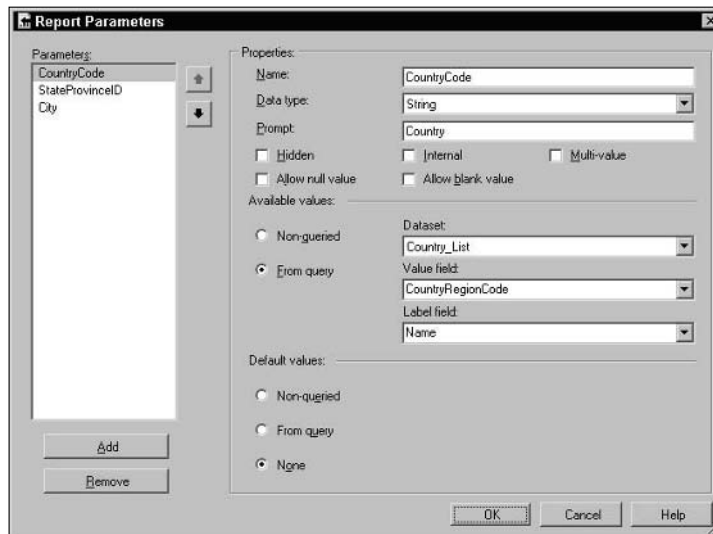 Report Parameters
Parameters:
CountryCode
StateProvinceID
City
Add
Remove
Properties:
Name:
CountryCode
Data type:
String
Prompt:
Country
Hidden
Internal
Multi-value
Allow null value
Allow blank value
Available values:
Non-queried
From query
Dataset:
Country_List
Value field:
CountryRegionCode
Label field:
Name
Default values:
Non-queried
From query
None
OK
Cancel
Help